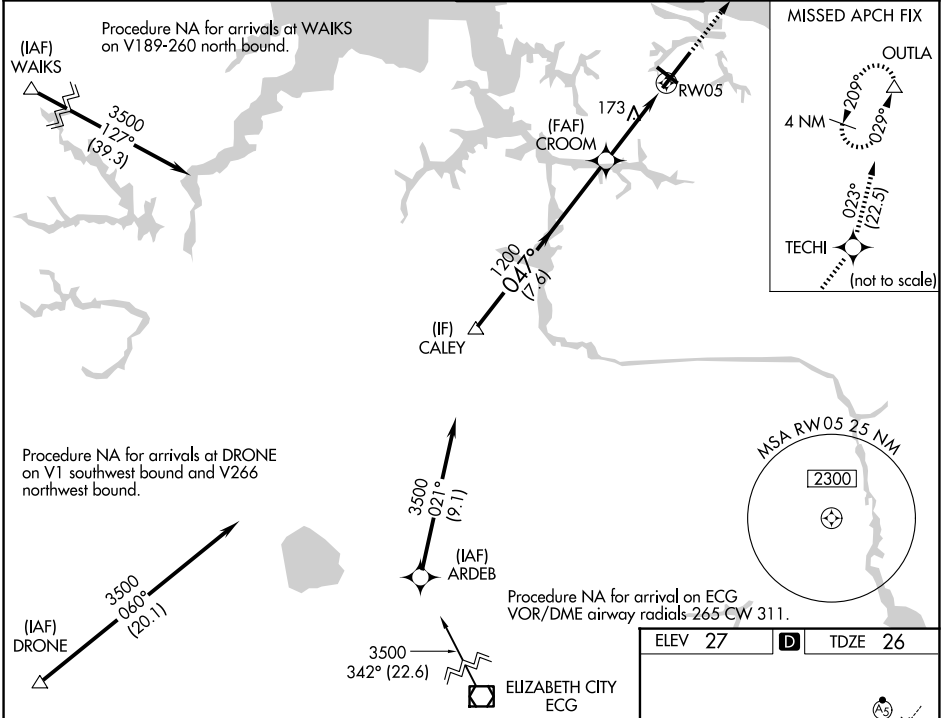 Procedure NA for arrivals at WAIKS
on V189-260 north bound.
(IAF)
WAIKS
3500
127°
(39.3)
173
RW05
(FAF)
CROOM
1200
047°
(7.6)
(IF)
CALEY
MISSED APCH FIX
OUTLA
209°
029°
4 NM
023°
(22.5)
TECHI
(not to scale)
Procedure NA for arrivals at DRONE
on V1 southwest bound and V266
northwest bound.
3500
060°
(20.1)
(IAF)
DRONE
3500
021°
(9.1)
(IAF)
ARDEB
MSA RW05 25 NM
2300
Procedure NA for arrival on ECG
VOR/DME airway radials 265 CW 311.
3500
342° (22.6)
ELIZABETH CITY
ECG
ELEV 27 D TDZE 26
A5